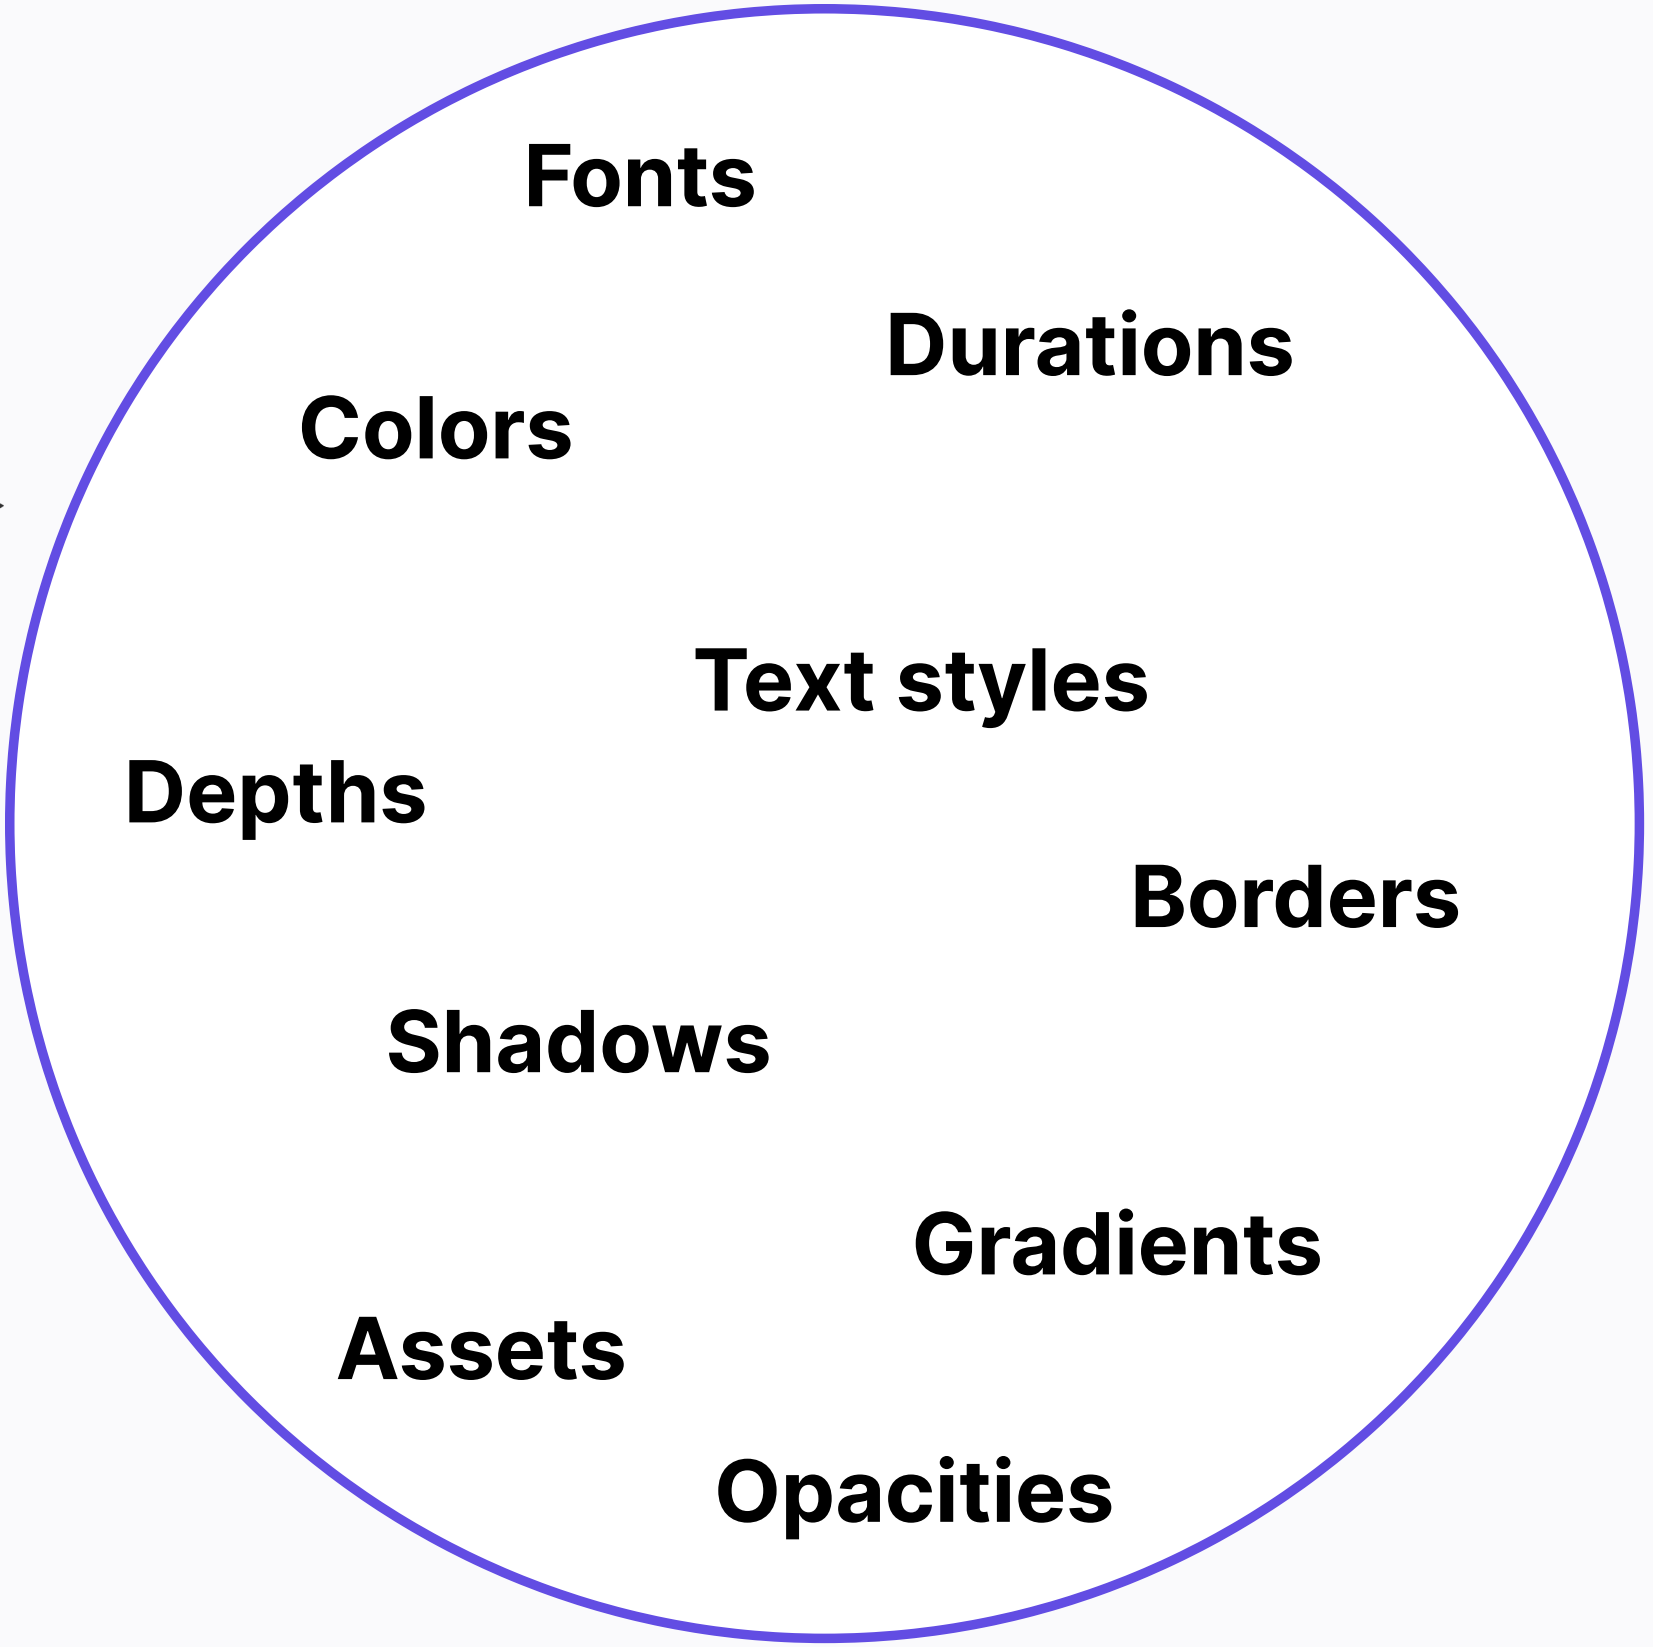 Fonts
Durations
Colors
Text styles
Depths
Borders
Shadows
Gradients
Assets
Opacities